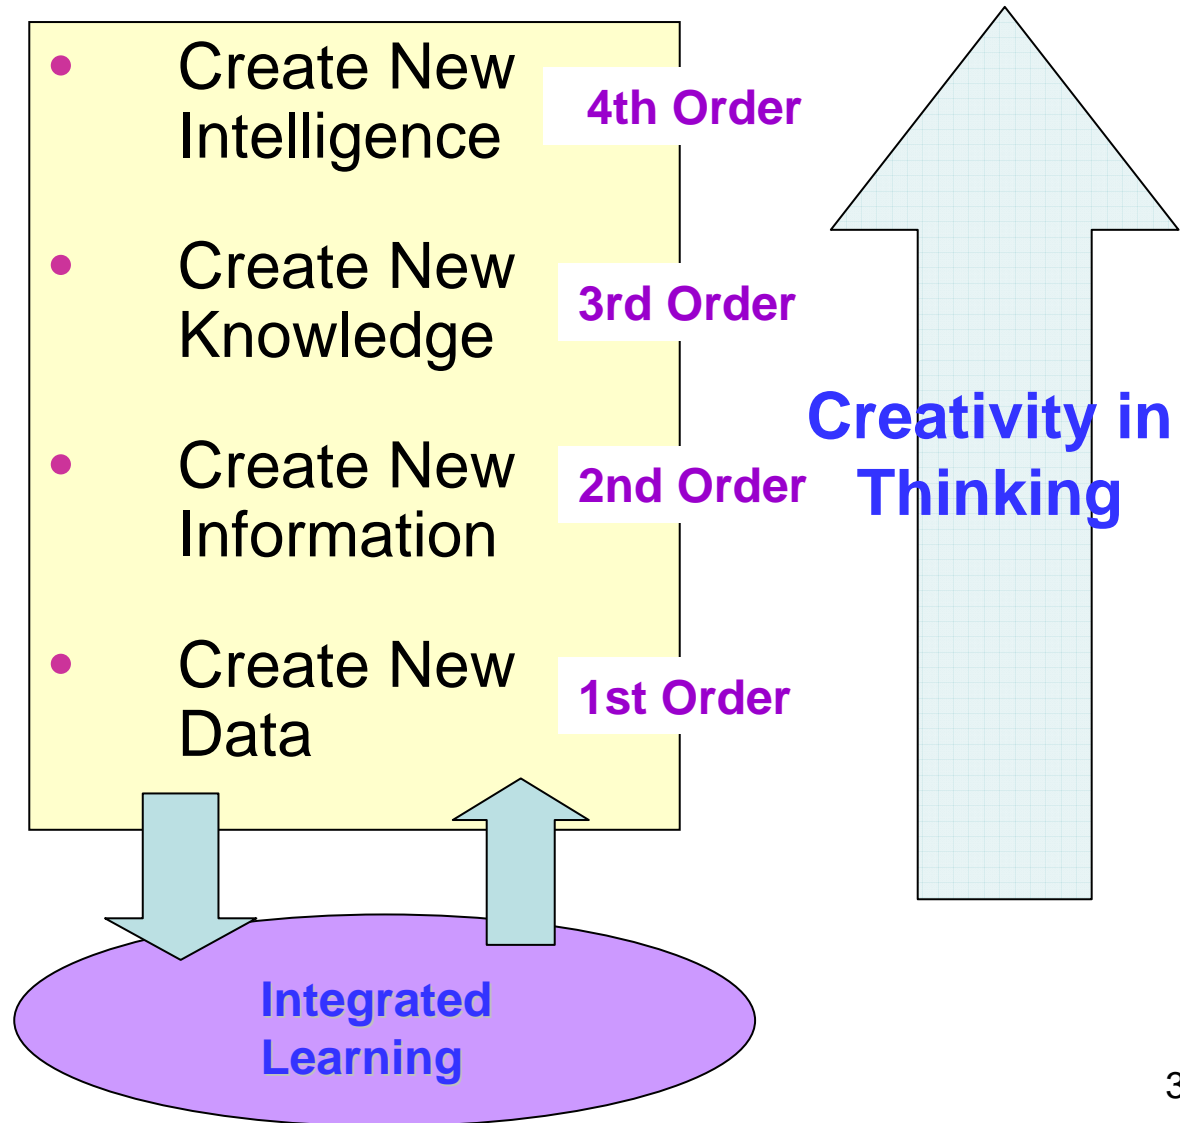 • Create New
Intelligence
4th Order
• Create New
Knowledge
3rd Order
• Create New
Information
2nd Order
• Create New
Data
1st Order
Creativity in
Thinking
Integrated
Learning
3